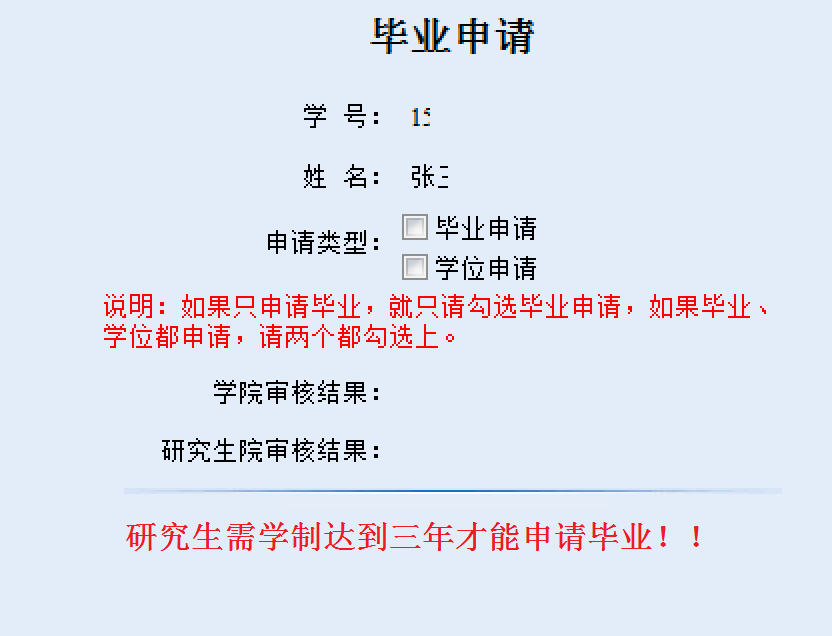 毕业申请
学 号： 15
姓 名： 张
申请类型：
毕业申请
学位申请
说明：如果只申请毕业，就只请勾选毕业申请，如果毕业、
学位都申请，请两个都勾选上。
学院审核结果：
研究生院审核结果：
研究生需学制达到三年才能申请毕业！！